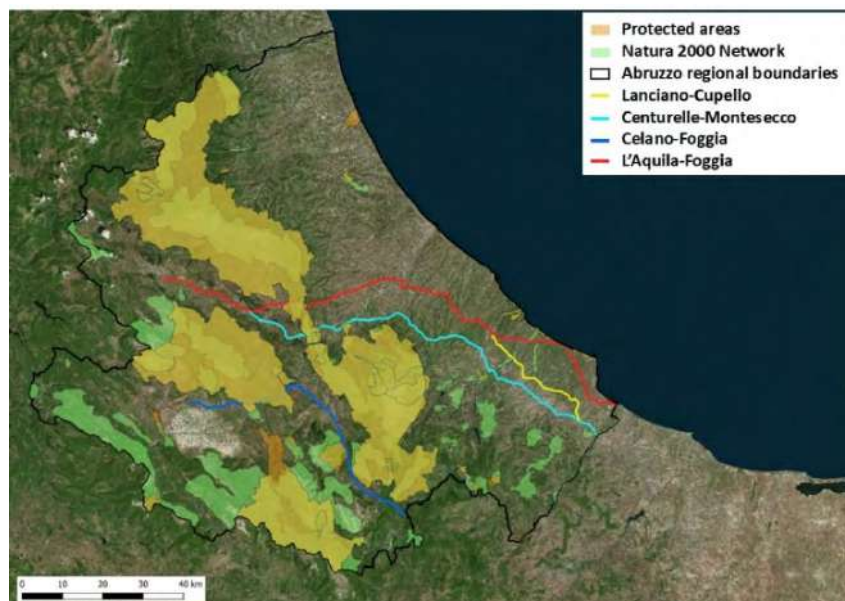 Protected areas
Natura 2000 Network
Abruzzo regional boundaries
Lanciano-Cupello
Centurelle-Montesecco
Celano-Foggia
L'Aquila-Foggia
0 10 20 30 40 km